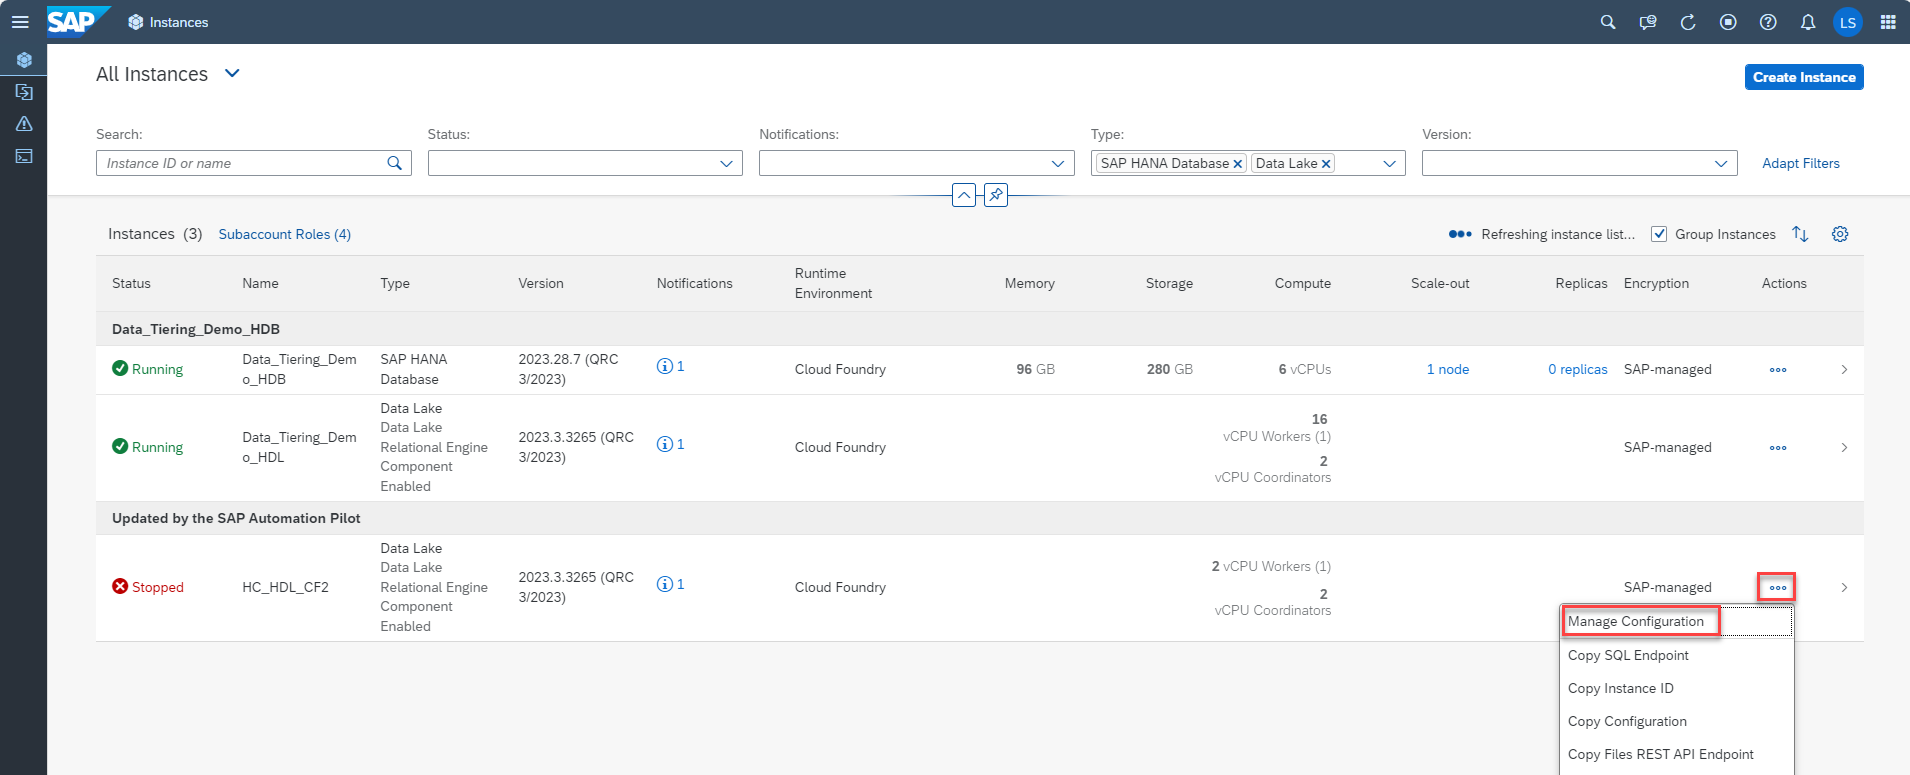 SAP Instances LS
All Instances
Create Instance
Search: Status: Notifications: Type: Version:
Instance ID or name SAP HANA Database Data Lake Adapt Filters
Instances (3) Subaccount Roles (4) Refreshing instance list... Group Instances
Status Name Type Version Notifications Runtime Environment Memory Storage Compute Scale-out Replicas Encryption Actions
Data_Tiering_Demo_HDB
Running
Data_Tiering_Dem
o_HDB
SAP HANA
Database
2023.28.7 (QRC
3/2023)
1
Cloud Foundry
96 GB
280 GB
6 vCPUs
1 node
0 replicas
SAP-managed
Running
Data_Tiering_Dem
o_HDL
Data Lake
Data Lake
Relational Engine
Component
Enabled
2023.3.3265 (QRC
3/2023)
1
Cloud Foundry
16
vCPU Workers (1)
2
vCPU Coordinators
SAP-managed
Updated by the SAP Automation Pilot
Stopped
HC_HDL_CF2
Data Lake
Data Lake
Relational Engine
Component
Enabled
2023.3.3265 (QRC
3/2023)
1
Cloud Foundry
2 vCPU Workers (1)
2
vCPU Coordinators
SAP-managed
Manage Configuration
Copy SQL Endpoint
Copy Instance ID
Copy Configuration
Copy Files REST API Endpoint